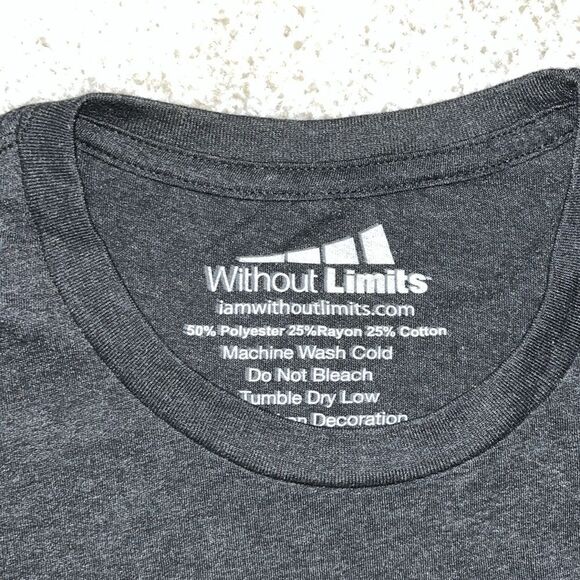 Without Limits™
iamwithoutlimits.com
50% Polyester 25%Rayon 25% Cotton
Machine Wash Cold
Do Not Bleach
Tumble Dry Low
Decoration